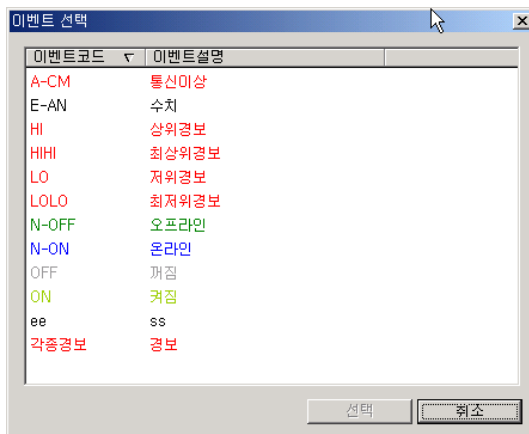 이벤트 선택
이벤트코드 이벤트설명
A-CM 통신이상
E-AN 수치
HI 상위경보
HIHI 최상위경보
LO 저위경보
LOLO 최저위경보
N-OFF 오프라인
N-ON 온라인
OFF 꺼짐
ON 켜짐
ee ss
각종경보 경보
선택 취소